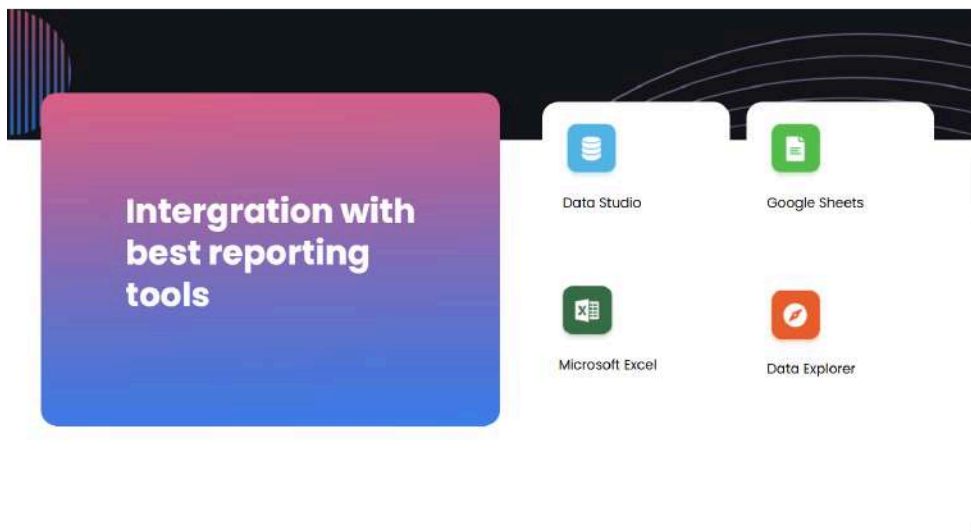 Intergration with
best reporting
tools
Data Studio
Google Sheets
Microsoft Excel
Data Explorer